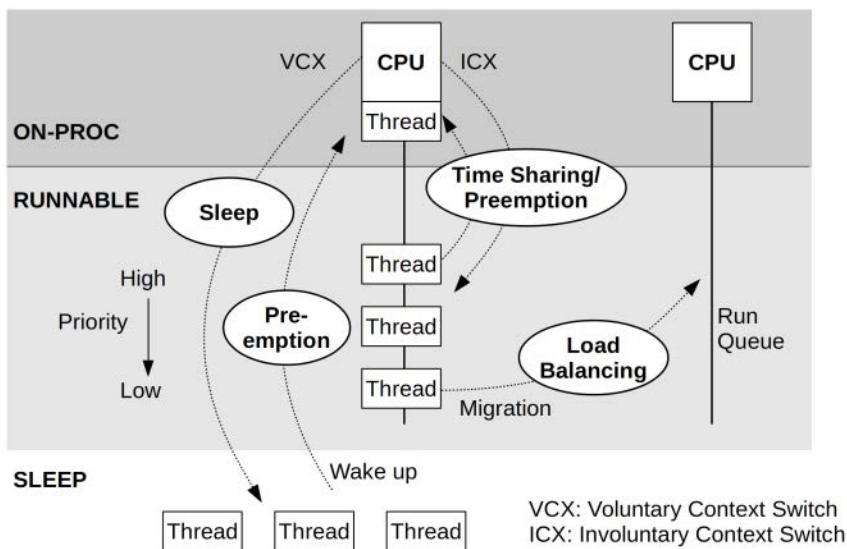 VCX
CPU
ICX
CPU
Thread
ON-PROC
RUNNABLE
Time Sharing/
Preemption
Sleep
Thread
High
Priority
Low
Pre-
emption
Thread
Run
Queue
Load
Balancing
Thread
Migration
SLEEP
Wake up
Thread
Thread
Thread
VCX: Voluntary Context Switch
ICX: Involuntary Context Switch